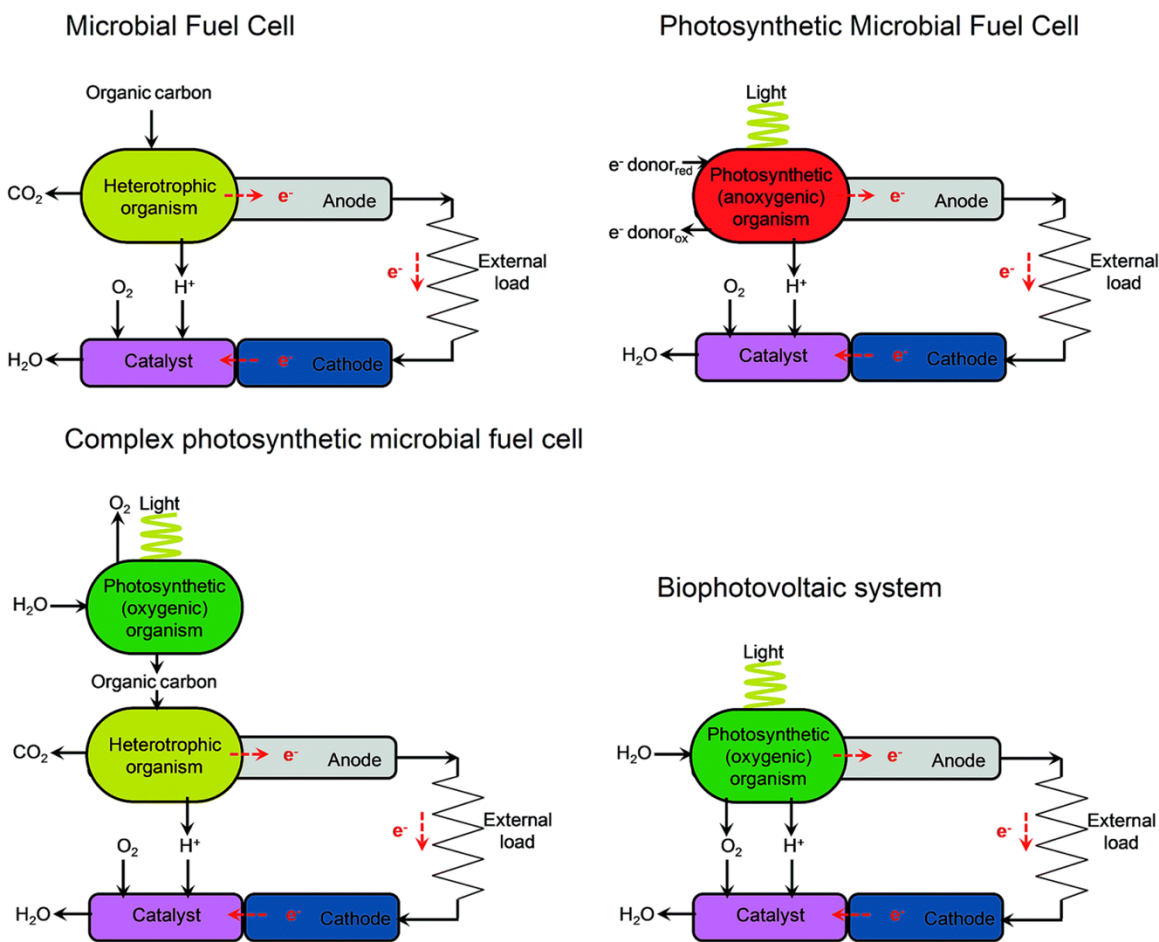 Microbial Fuel Cell
Organic carbon
CO₂
Heterotrophic
organism
e⁻
Anode
e⁻
External
load
O₂
H⁺
H₂O
Catalyst
e⁻
Cathode
Photosynthetic Microbial Fuel Cell
Light
e⁻ donor_red
Photosynthetic
(anoxygenic)
organism
e⁻
Anode
e⁻ donor_ox
e⁻
External
load
O₂
H⁺
H₂O
Catalyst
e⁻
Cathode
Complex photosynthetic microbial fuel cell
O₂
Light
H₂O
Photosynthetic
(oxygenic)
organism
Organic carbon
CO₂
Heterotrophic
organism
e⁻
Anode
e⁻
External
load
O₂
H⁺
H₂O
Catalyst
e⁻
Cathode
Biophotovoltaic system
Light
H₂O
Photosynthetic
(oxygenic)
organism
e⁻
Anode
e⁻
External
load
O₂
H⁺
H₂O
Catalyst
e⁻
Cathode